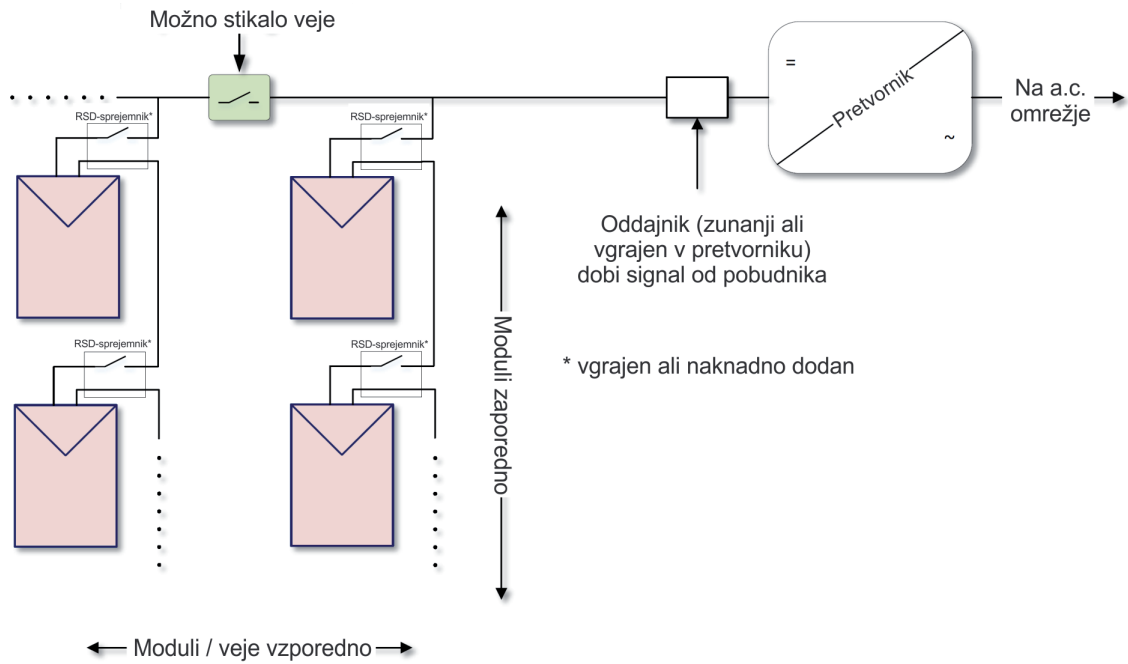 Možno stikalo veje
RSD-sprejemnik*
RSD-sprejemnik*
=
Pretvornik
~
Na a.c.
omrežje
Oddajnik (zunanji ali
vgrajen v pretvorniku)
dobi signal od pobudnika
RSD-sprejemnik*
RSD-sprejemnik*
Moduli zaporedno
* vgrajen ali naknadno dodan
Moduli / veje vzporedno